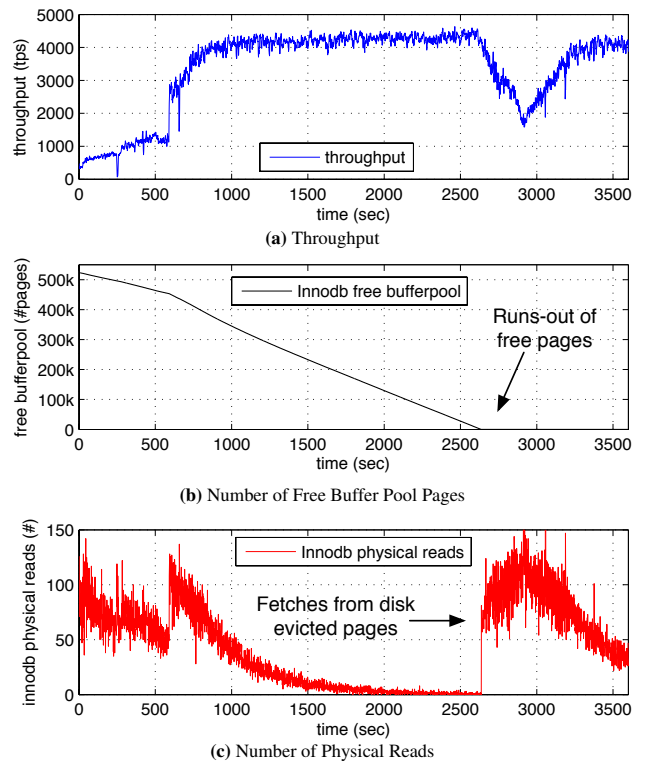 5000
4000
3000
2000
1000
0
throughput (tps)
throughput
0 500 1000 1500 2000 2500 3000 3500
time (sec)
(a) Throughput
500k
400k
300k
200k
100k
0
free bufferpool (#pages)
Innodb free bufferpool
Runs-out of
free pages
0 500 1000 1500 2000 2500 3000 3500
time (sec)
(b) Number of Free Buffer Pool Pages
150
100
50
0
innodb physical reads (#)
Innodb physical reads
Fetches from disk
evicted pages
0 500 1000 1500 2000 2500 3000 3500
time (sec)
(c) Number of Physical Reads